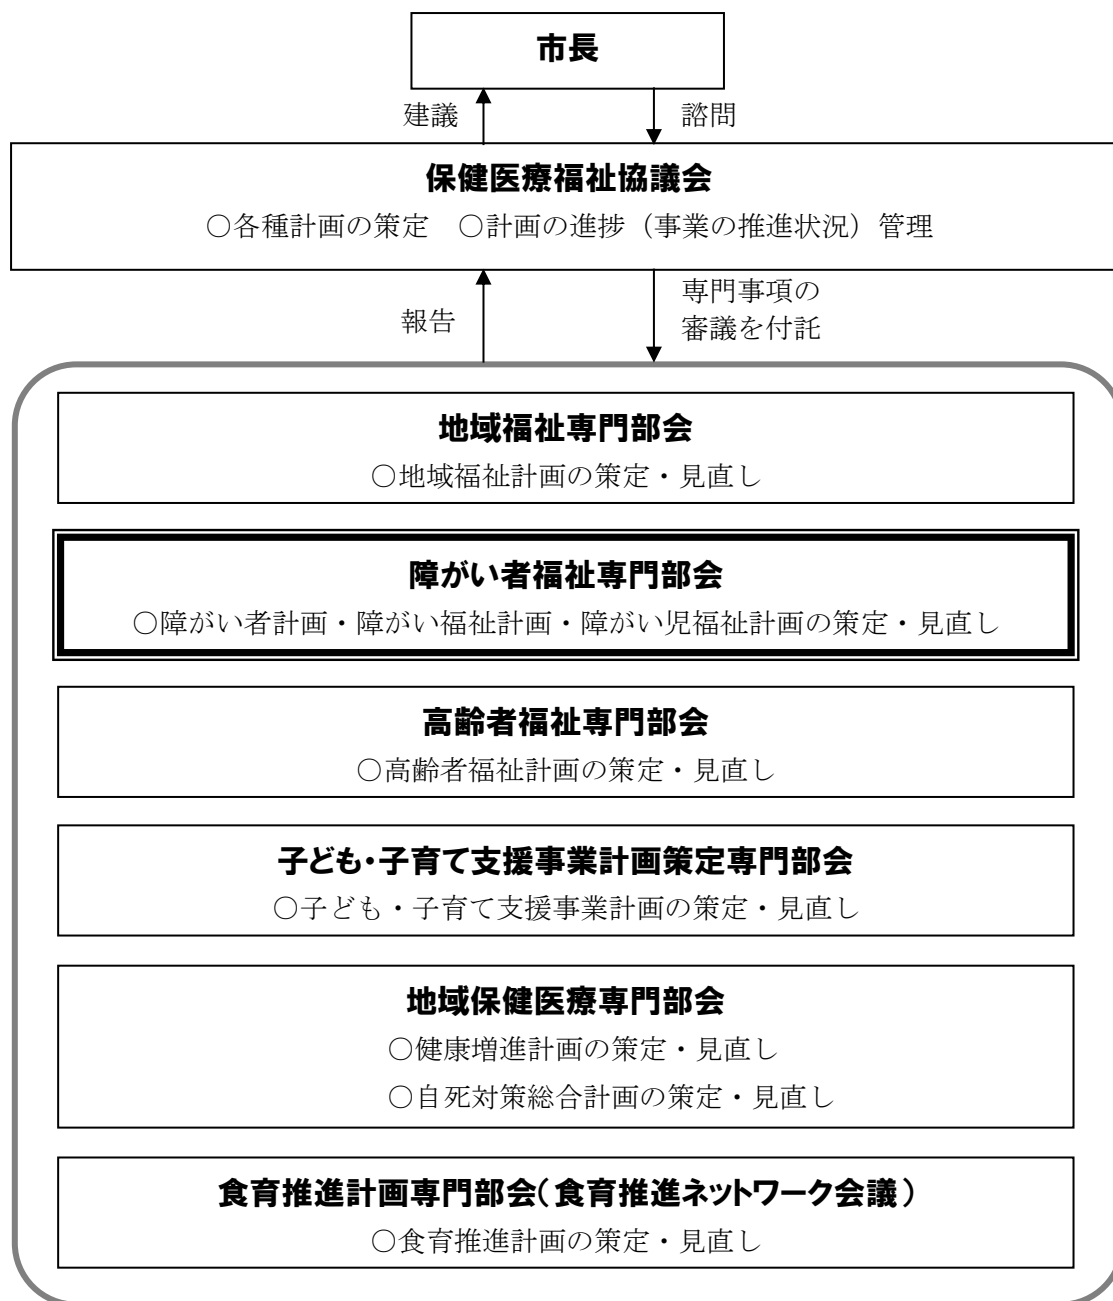 市長
建議
諮問
保健医療福祉協議会
○各種計画の策定　○計画の進捗（事業の推進状況）管理
報告
専門事項の
審議を付託
地域福祉専門部会
○地域福祉計画の策定・見直し
障がい者福祉専門部会
○障がい者計画・障がい福祉計画・障がい児福祉計画の策定・見直し
高齢者福祉専門部会
○高齢者福祉計画の策定・見直し
子ども・子育て支援事業計画策定専門部会
○子ども・子育て支援事業計画の策定・見直し
地域保健医療専門部会
○健康増進計画の策定・見直し
○自死対策総合計画の策定・見直し
食育推進計画専門部会（食育推進ネットワーク会議）
○食育推進計画の策定・見直し